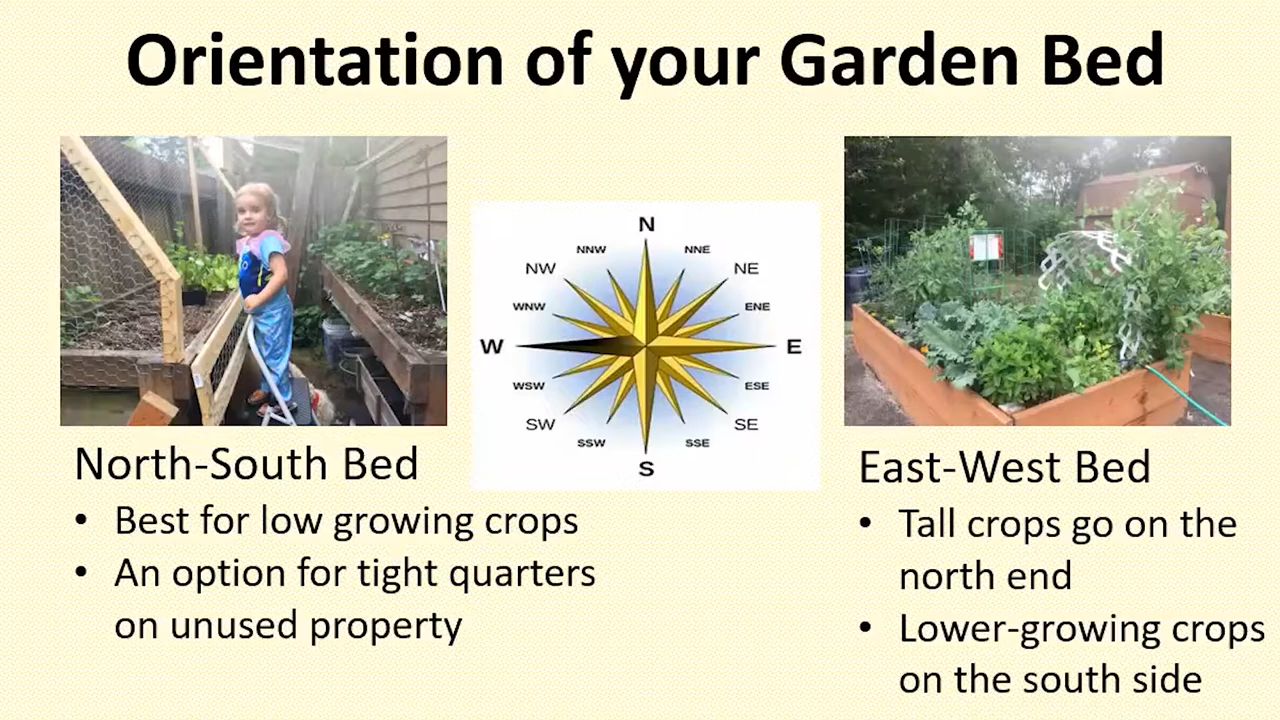 Orientation of your Garden Bed
N
NNW
NNE
NW
NE
WNW
ENE
W
E
WSW
ESE
SW
SE
SSW
SSE
S
North-South Bed
• Best for low growing crops
• An option for tight quarters
on unused property
East-West Bed
• Tall crops go on the
north end
• Lower-growing crops
on the south side